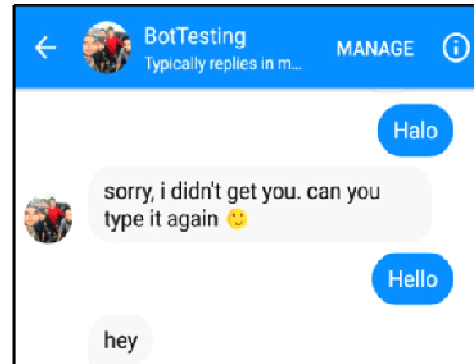 BotTesting
Typically replies in m...
MANAGE
Halo
sorry, i didn't get you. can you
type it again 🙂
Hello
hey